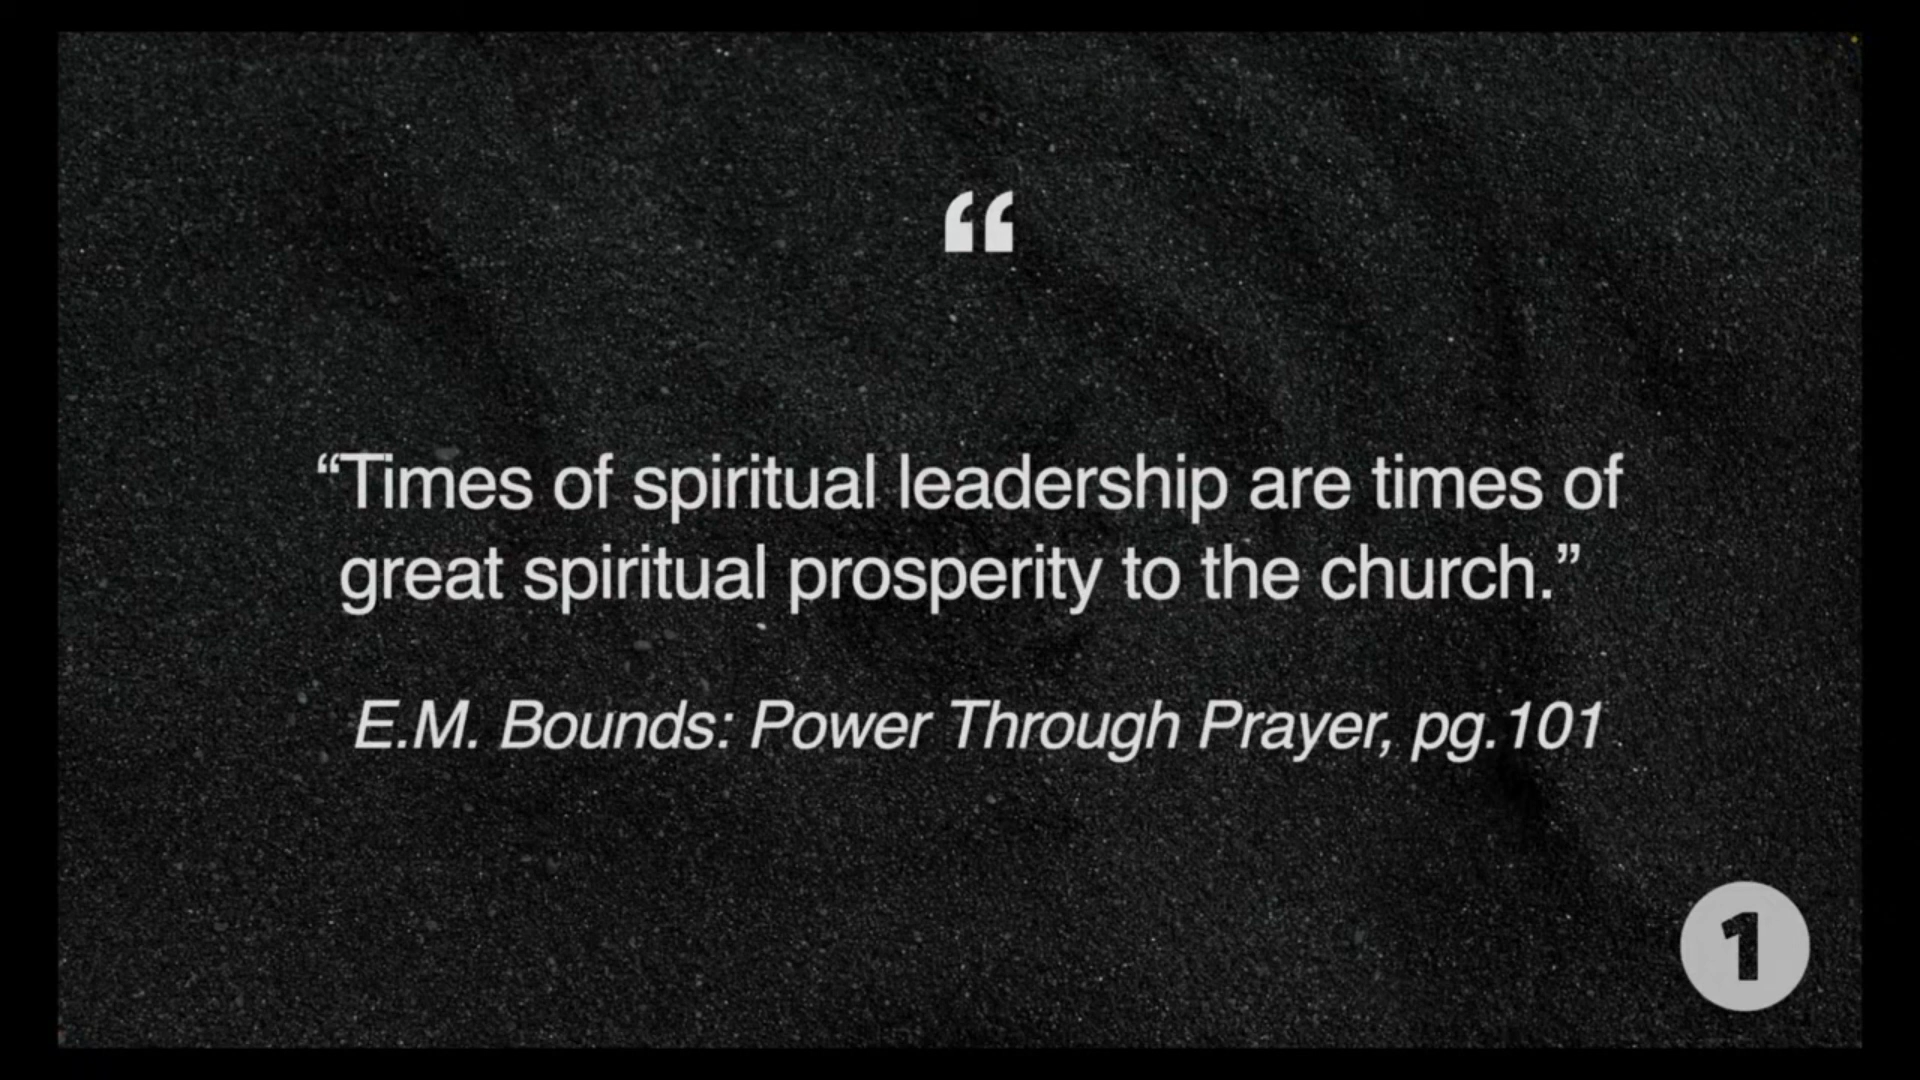 “
“Times of spiritual leadership are times of
great spiritual prosperity to the church.”
E.M. Bounds: Power Through Prayer, pg.101
1